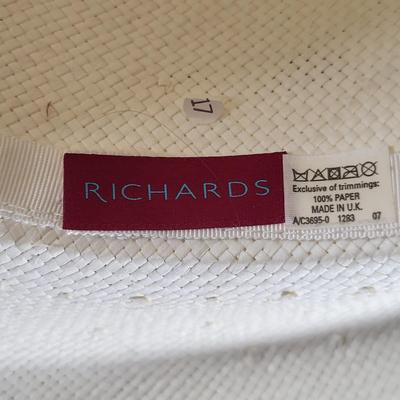 17
RICHARDS
Exclusive of trimmings:
100% PAPER
MADE IN U.K.
A/C3695-0 1283 07